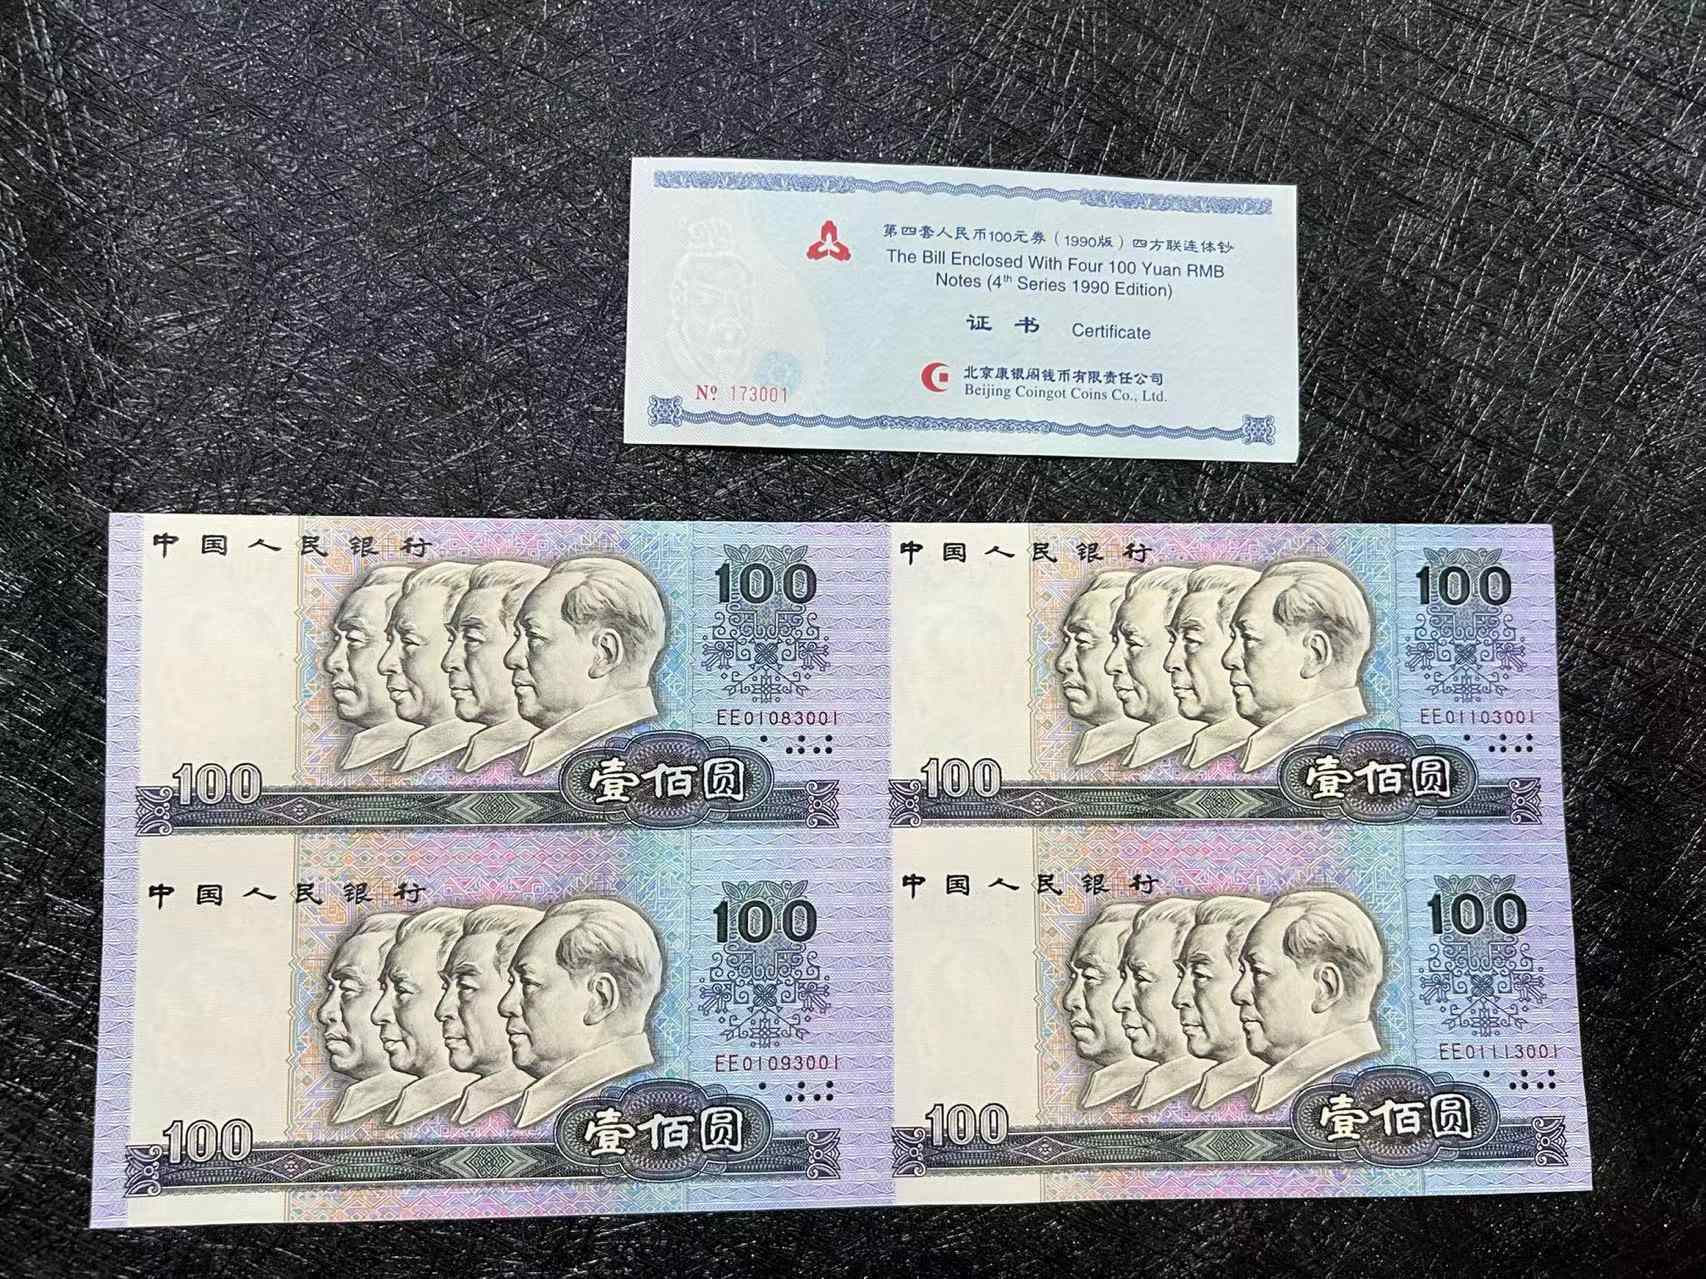 第四套人民币100元券（1990版）四方联连体钞
The Bill Enclosed With Four 100 Yuan RMB
Notes (4th Series 1990 Edition)
证 书 Certificate
北京康银阁钱币有限责任公司
Beijing Coingot Coins Co., Ltd.
№ 173001
中国人民银行
100
EE01083001
100
壹佰圆
中国人民银行
100
EE01103001
100
壹佰圆
中国人民银行
100
EE01093001
100
壹佰圆
中国人民银行
100
EE01113001
100
壹佰圆